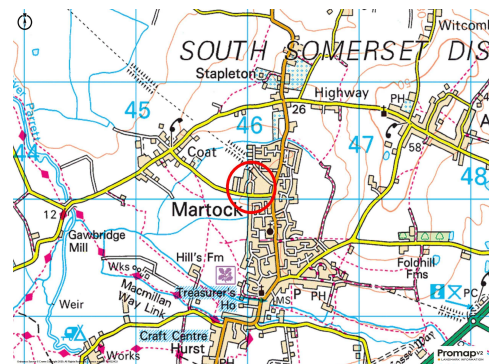 Witcomb
SOUTH SOMERSET DIS
Stapleton
Highway
PH
26
45
46
47
A
44
Coat
58
48
Martock
12
Gawbridge
Mill
Hill's Fm
Foldhill
Fms
Wks
Macmillan
Way Link
Treasurer's
Ho
MS
P PH
PC
Weir
Craft Centre
Works
Hurst
PH
Promap